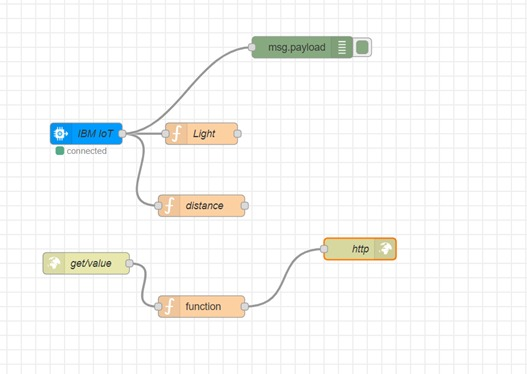 msg.payload
IBM IoT
Light
connected
distance
http
get/value
function